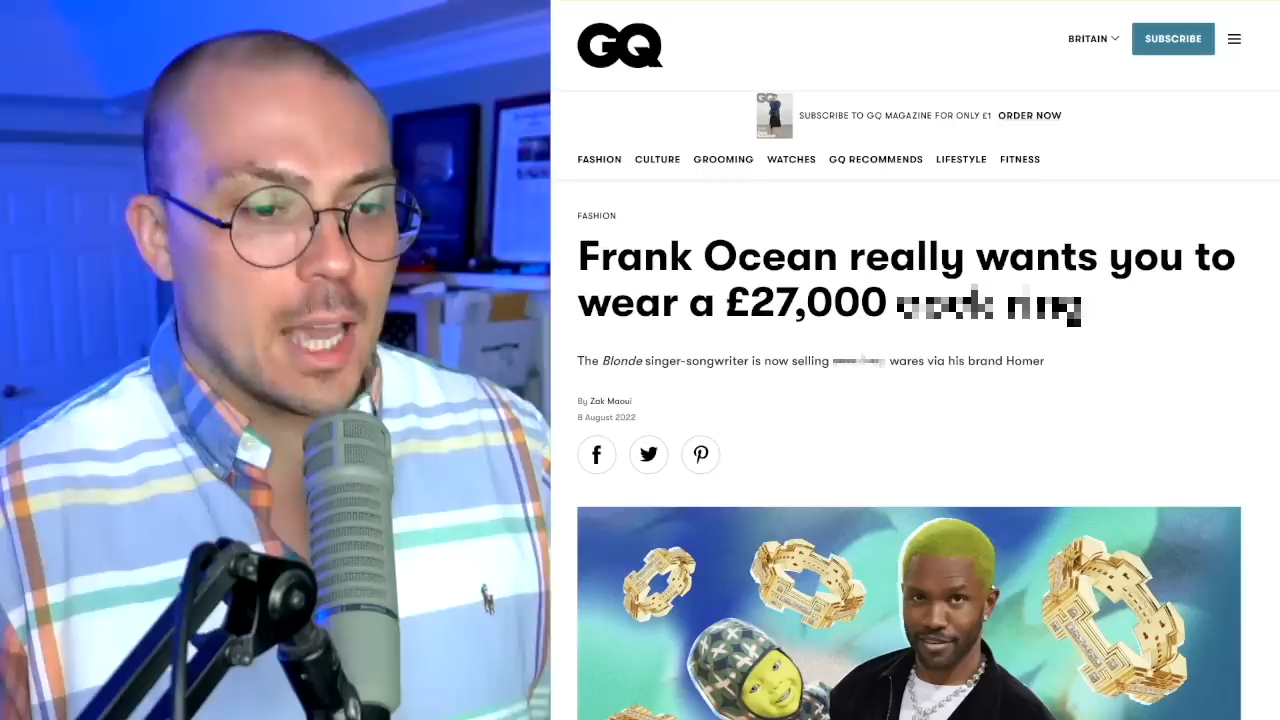 GQ
BRITAIN
SUBSCRIBE
GQ
SUBSCRIBE TO GQ MAGAZINE FOR ONLY £1 ORDER NOW
FASHION CULTURE GROOMING WATCHES GQ RECOMMENDS LIFESTYLE FITNESS
FASHION
Frank Ocean really wants you to
wear a £27,000
The Blonde singer-songwriter is now selling wares via his brand Homer
By Zak Maoui
8 August 2022